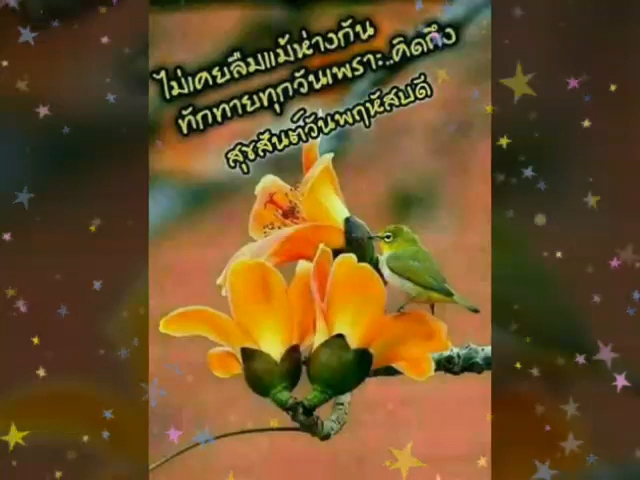 ไม่เคยลืมแม้ห่างกัน
ทักทายทุกวันเพราะ..คิดถึง
สุขสันต์วันพฤหัสบดี